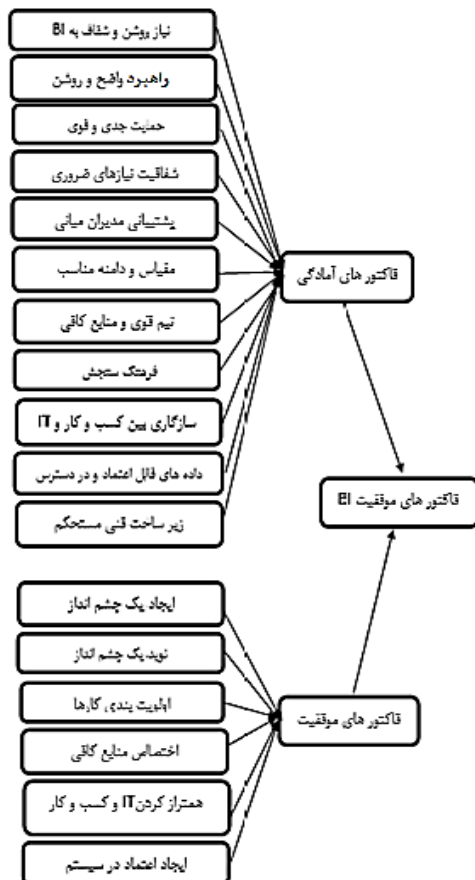 نیاز روشن و شفاف به BI
راهبرد واضح و روشن
حمایت جدی و قوی
شفافیت نیازهای ضروری
پشتیبانی مدیران میانی
مقیاس و دامنه مناسب
تیم قوی و منابع کافی
فرهنگ سنجش
سازگاری بین کسب و کار و IT
داده های قابل اعتماد و در دسترس
زیر ساخت فنی مستحکم
فاکتور های آمادگی
فاکتور های موفقیت BI
ایجاد یک چشم انداز
نوید یک چشم انداز
اولویت بندی کارها
اختصاص منابع کافی
همتراز کردن IT و کسب و کار
ایجاد اعتماد در سیستم
فاکتور های موفقیت